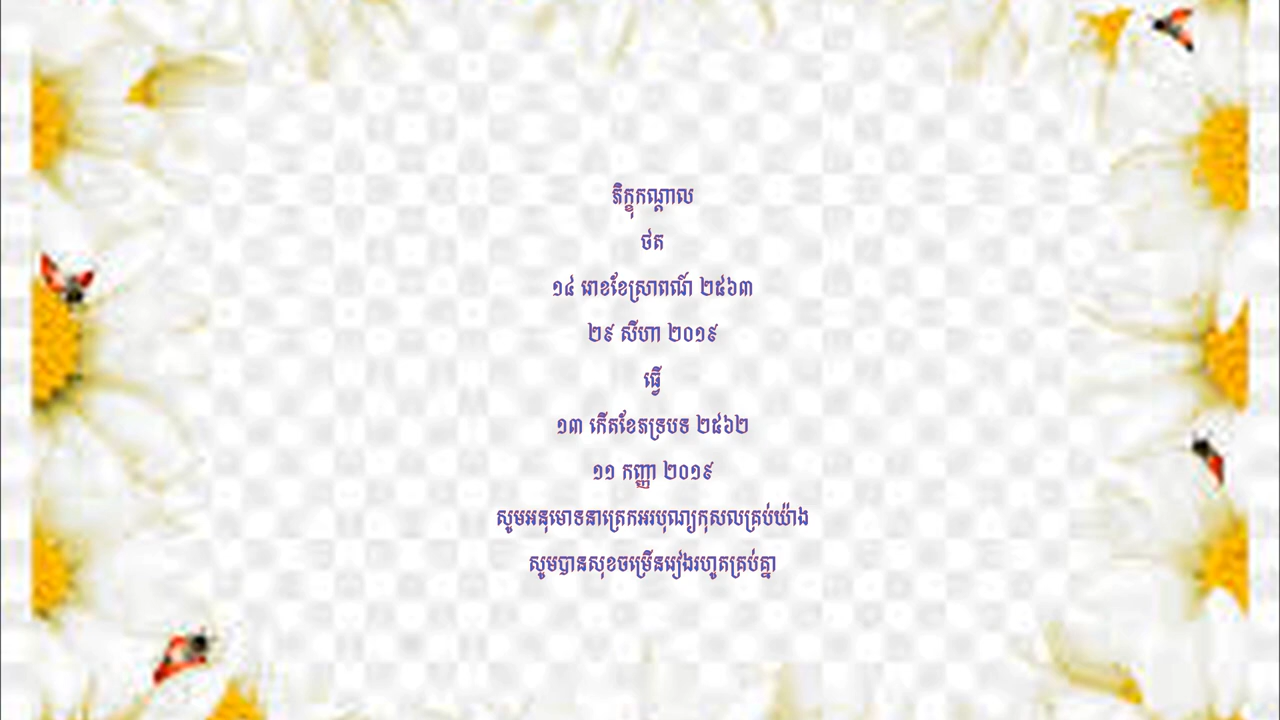 ភិក្ខុកណ្ដាល
ថត
១៤ រោខខែស្រាពណ៍ ២៥៦៣
២៩ សីហា ២០១៩
ធ្វើ
១៣ កើតខែភទ្របទ ២៥៦២
១១ កញ្ញា ២០១៩
សូមអនុមោទនាត្រេកអរបុណ្យកុសលគ្រប់យ៉ាង
សូមបានសុខចម្រើនរៀងរហូតគ្រប់គ្នា